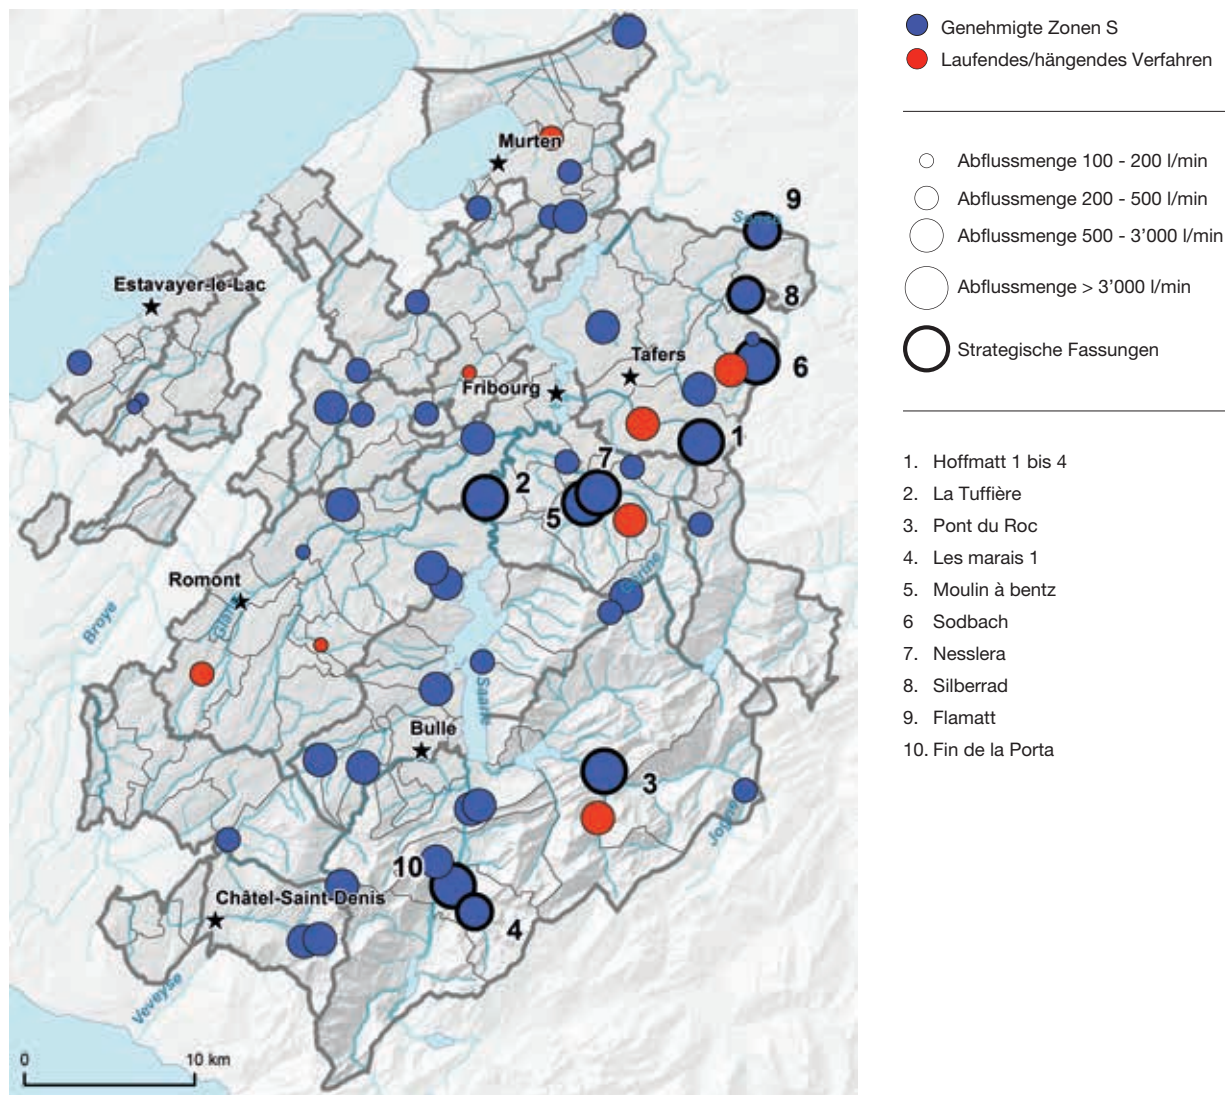 Genehmigte Zonen S
Laufendes/hängendes Verfahren
Abflussmenge 100 - 200 l/min
Abflussmenge 200 - 500 l/min
Abflussmenge 500 - 3’000 l/min
Abflussmenge > 3’000 l/min
Strategische Fassungen
1. Hoffmatt 1 bis 4
2. La Tuffière
3. Pont du Roc
4. Les marais 1
5. Moulin à bentz
6 Sodbach
7. Nesslera
8. Silberrad
9. Flamatt
10. Fin de la Porta
Murten
9
Estavayer-le-Lac
8
Tafers
6
Fribourg
1
7
2
5
Romont
Broye
Glâne
Gérine
Sarine
Bulle
3
Jogne
10
Châtel-Saint-Denis
4
Veveyse
0 10 km